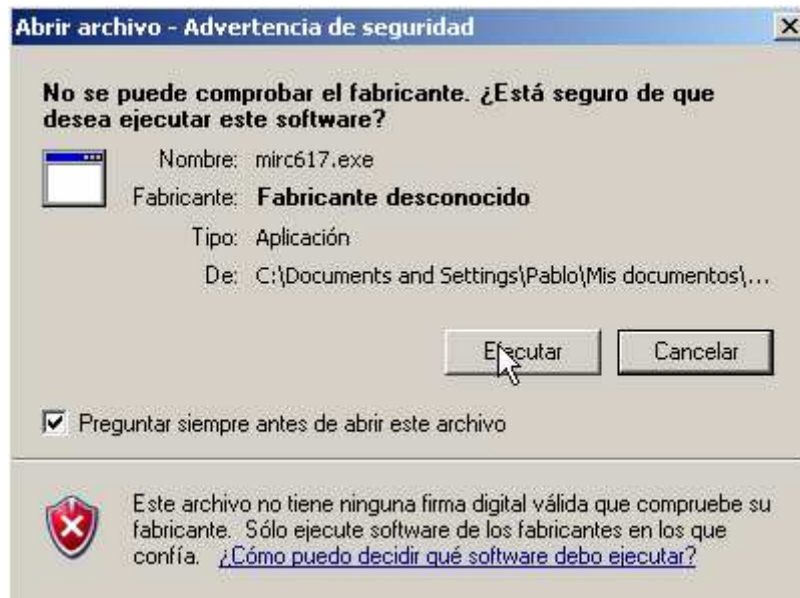 Abrir archivo - Advertencia de seguridad
No se puede comprobar el fabricante. ¿Está seguro de que
desea ejecutar este software?
Nombre: mirc617.exe
Fabricante: Fabricante desconocido
Tipo: Aplicación
De: C:\Documents and Settings\Pablo\Mis documentos\...
Ejecutar Cancelar
Preguntar siempre antes de abrir este archivo
Este archivo no tiene ninguna firma digital válida que compruebe su
fabricante. Sólo ejecute software de los fabricantes en los que
confía. ¿Cómo puedo decidir qué software debo ejecutar?